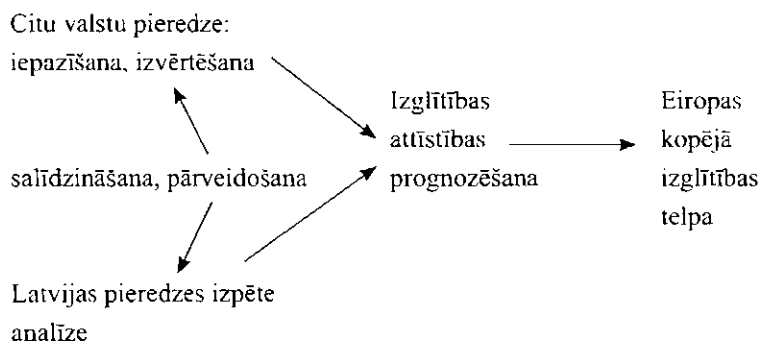 Citu valstu pieredze:
iepazīšana, izvērtēšana
salīdzināšana, pārveidošana
Latvijas pieredzes izpēte
analīze
Izglītības
attīstības
prognozēšana
Eiropas
kopējā
izglītības
telpa